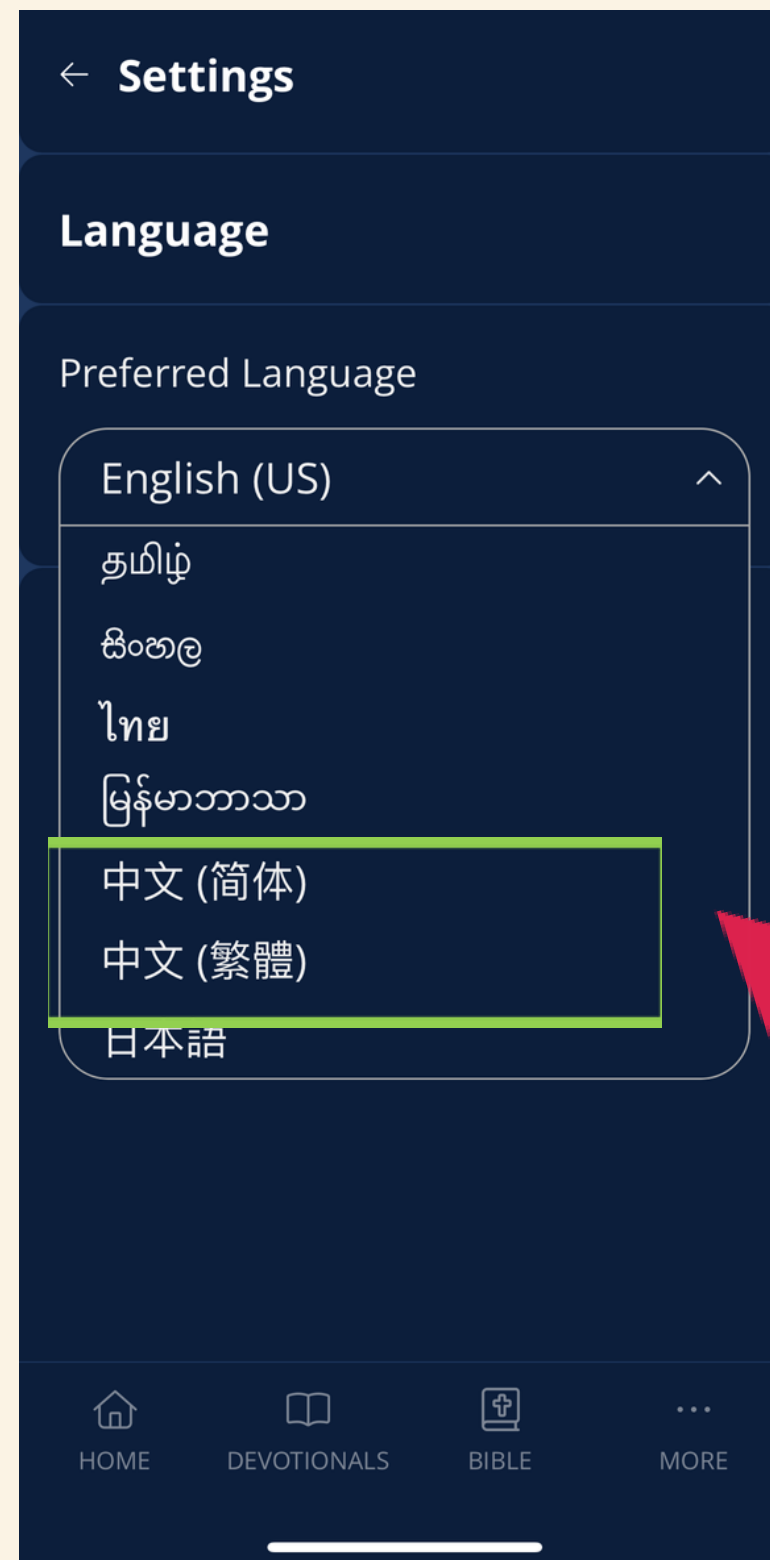 Settings
Language
Preferred Language
English (US)
தமிழ்
සිංහල
ไทย
မြန်မာဘာသာ
中文 (简体)
中文 (繁體)
日本語
HOME DEVOTIONALS BIBLE MORE